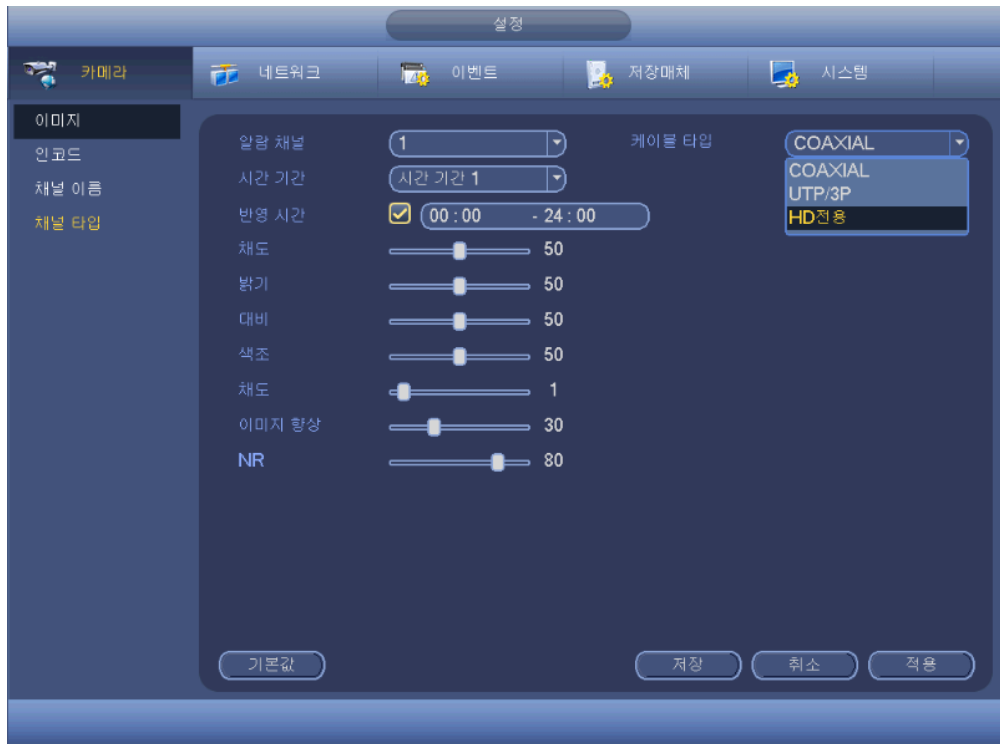 설정
카메라 네트워크 이벤트 저장매체 시스템
이미지
인코드
채널 이름
채널 타입
알람 채널 1 케이블 타입 COAXIAL
COAXIAL
UTP/3P
HD전용
시간 기간 시간 기간 1
반영 시간 00 : 00 - 24 : 00
채도 50
밝기 50
대비 50
색조 50
채도 1
이미지 향상 30
NR 80
기본값 저장 취소 적용